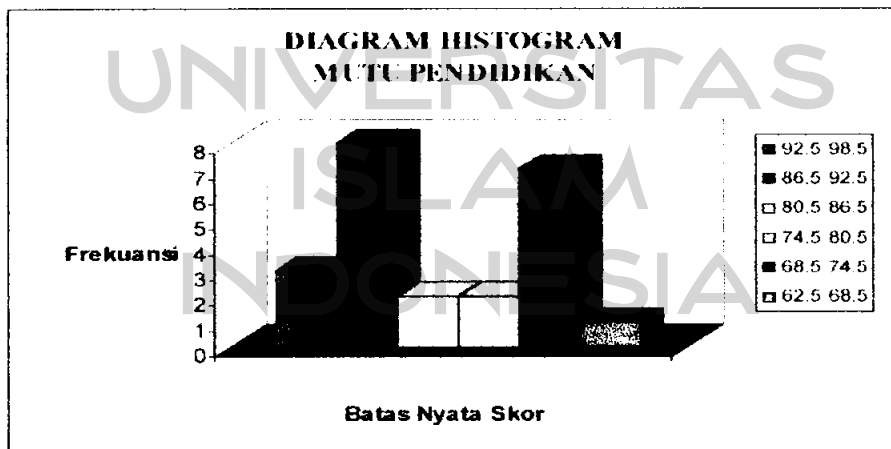 DIAGRAM HISTOGRAM
MUTU PENDIDIKAN
UNIVERSITAS
ISLAM
INDONESIA
8
7
6
5
4
3
2
1
0
Frekuansi
Batas Nyata Skor
92.5 98.5
86.5 92.5
80.5 86.5
74.5 80.5
68.5 74.5
62.5 68.5